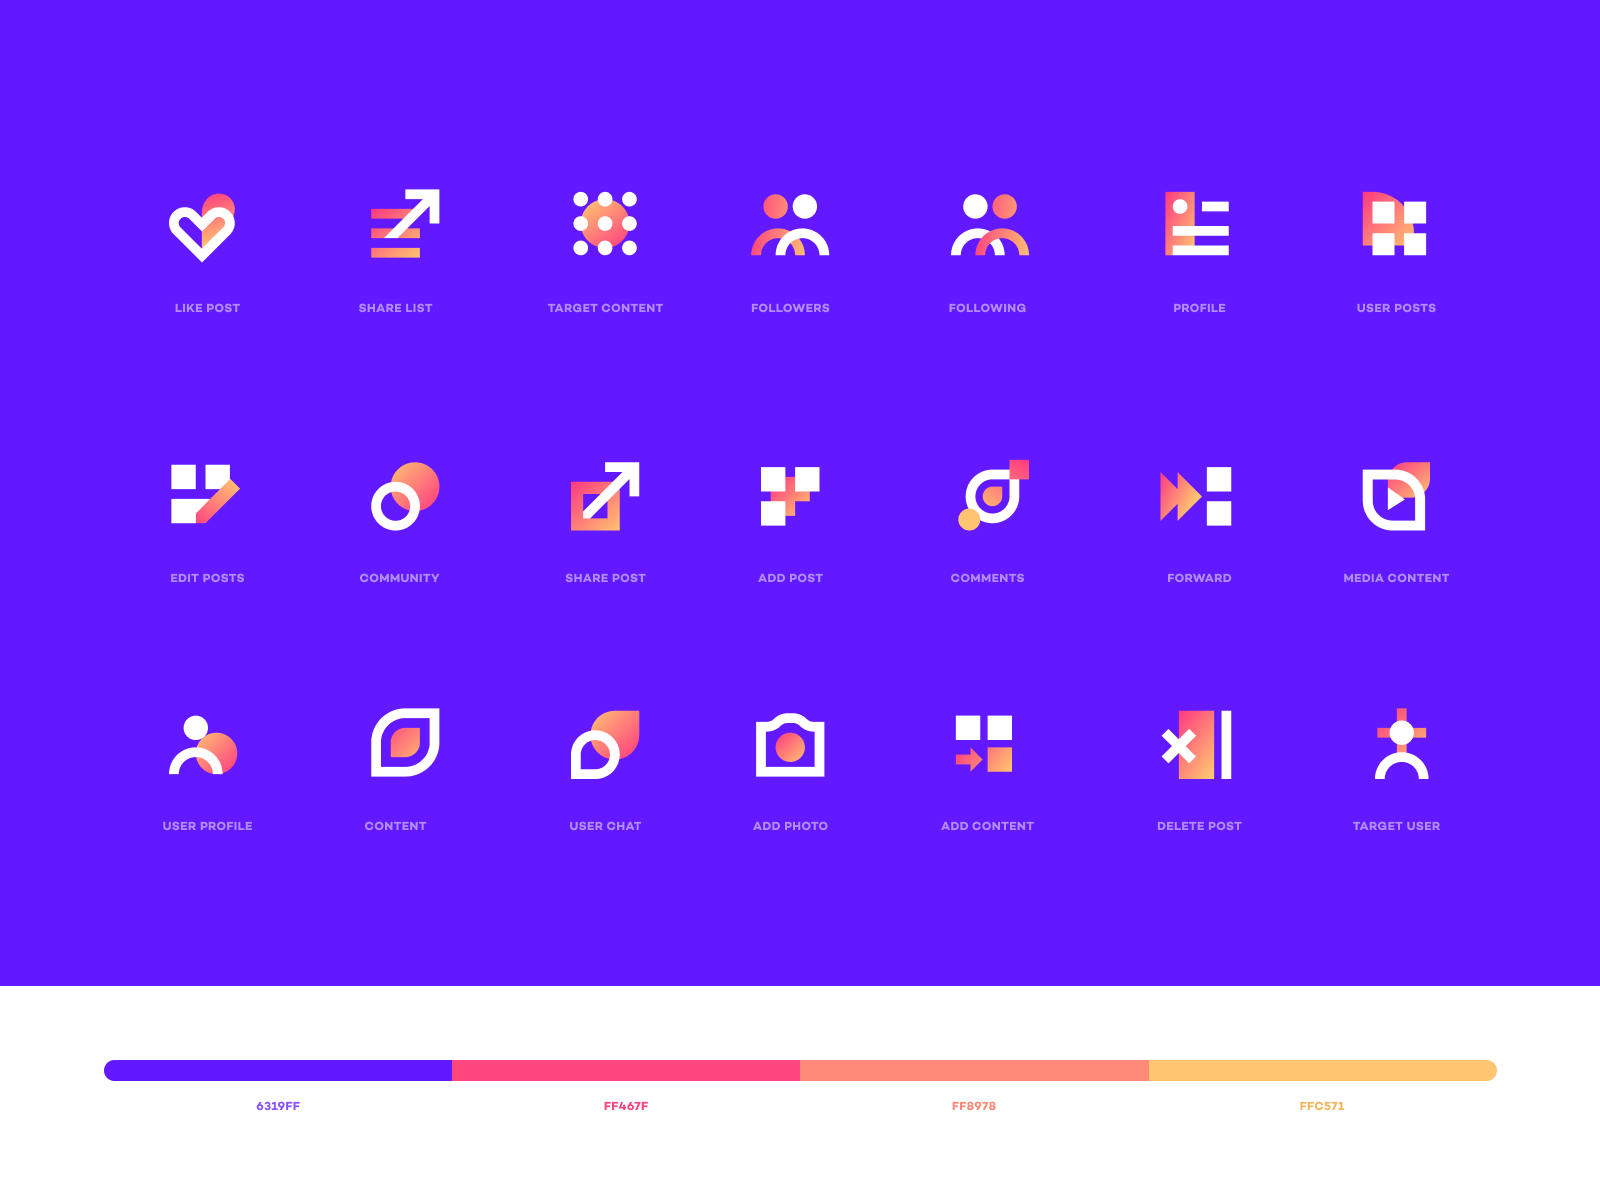 LIKE POST
SHARE LIST
TARGET CONTENT
FOLLOWERS
FOLLOWING
PROFILE
USER POSTS
EDIT POSTS
COMMUNITY
SHARE POST
ADD POST
COMMENTS
FORWARD
MEDIA CONTENT
USER PROFILE
CONTENT
USER CHAT
ADD PHOTO
ADD CONTENT
DELETE POST
TARGET USER
6319FF
FF467F
FF8978
FFC571